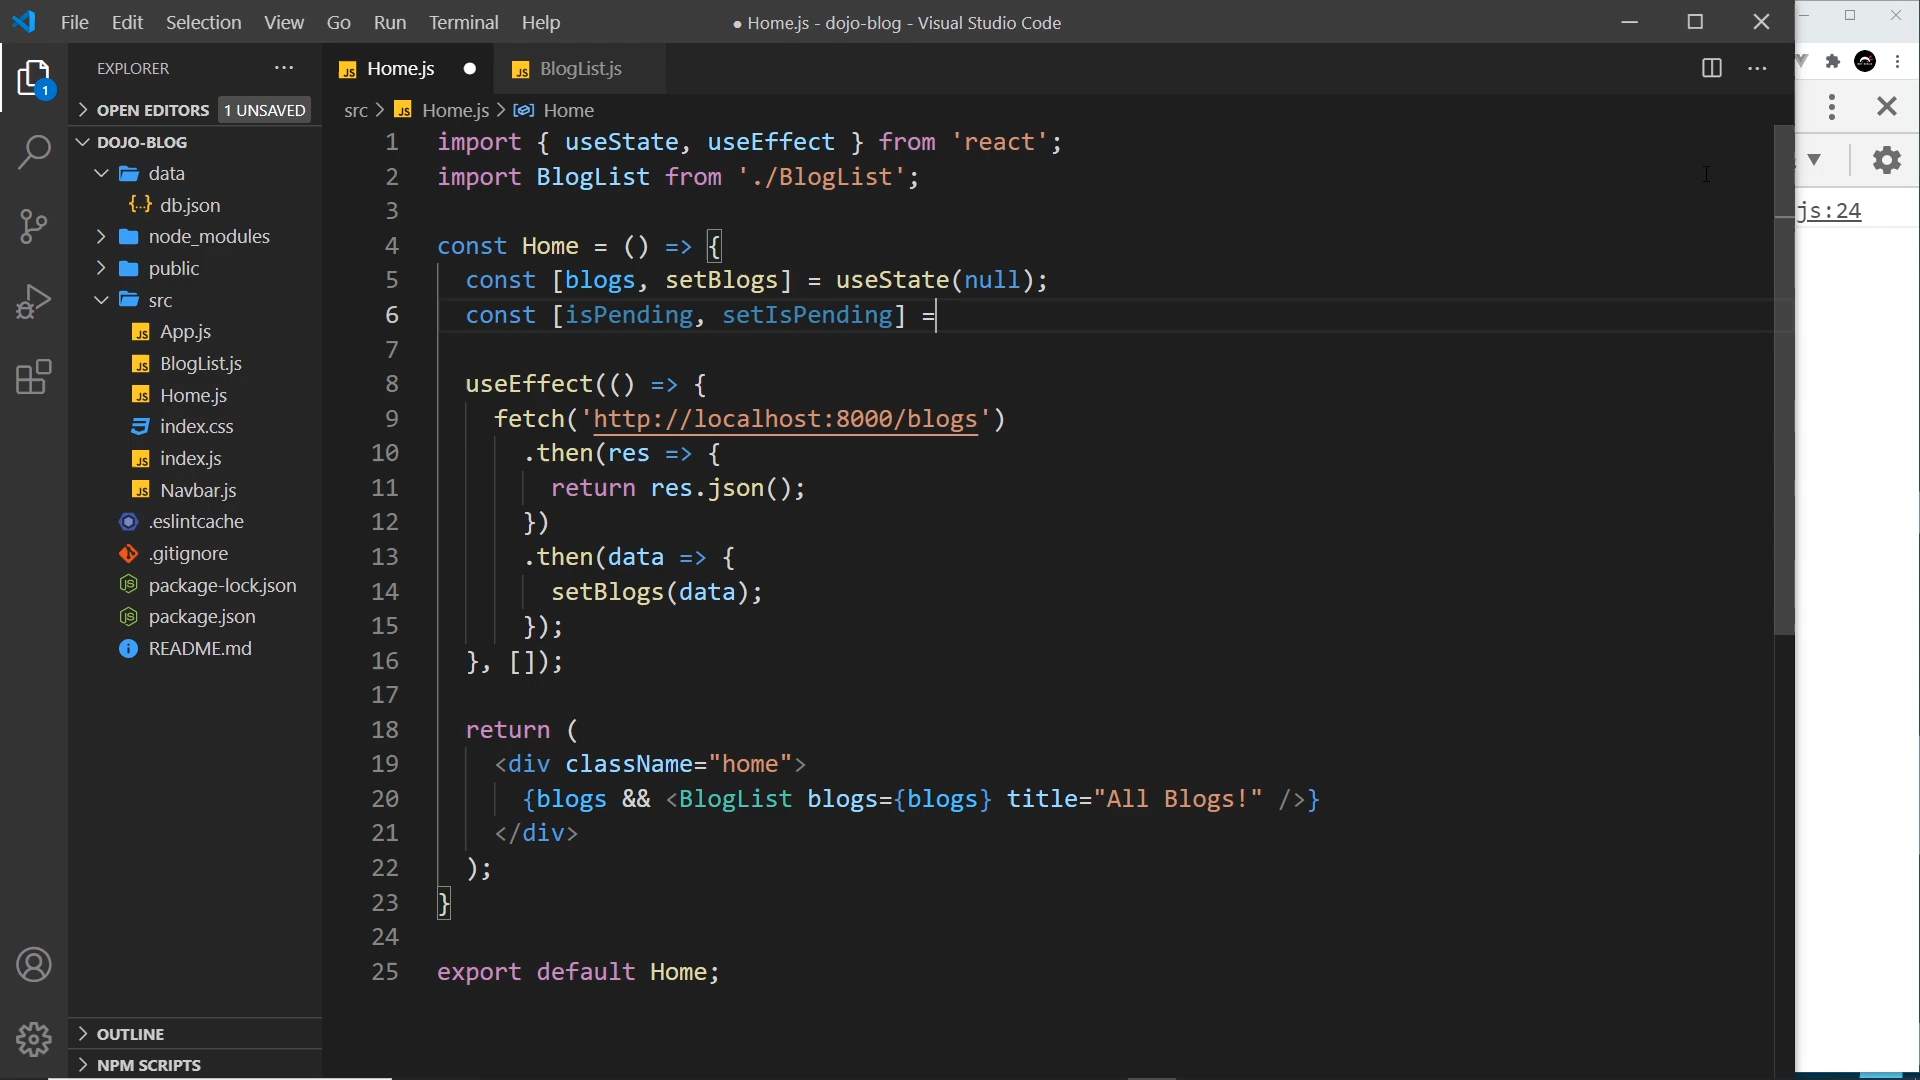 File Edit Selection View Go Run Terminal Help
● Home.js - dojo-blog - Visual Studio Code
EXPLORER
OPEN EDITORS 1 UNSAVED
DOJO-BLOG
data
db.json
node_modules
public
src
App.js
BlogList.js
Home.js
index.css
index.js
Navbar.js
.eslintcache
.gitignore
package-lock.json
package.json
README.md
OUTLINE
NPM SCRIPTS
1
Home.js
BlogList.js
src > Home.js > Home
1 import { useState, useEffect } from 'react';
2 import BlogList from './BlogList';
3
4 const Home = () => {
5 const [blogs, setBlogs] = useState(null);
6 const [isPending, setIsPending] =
7
8 useEffect(() => {
9 fetch('http://localhost:8000/blogs')
10 .then(res => {
11 return res.json();
12 })
13 .then(data => {
14 setBlogs(data);
15 });
16 }, []);
17
18 return (
19 <div className="home">
20 {blogs && <BlogList blogs={blogs} title="All Blogs!" />}
21 </div>
22 );
23 }
24
25 export default Home;
js:24